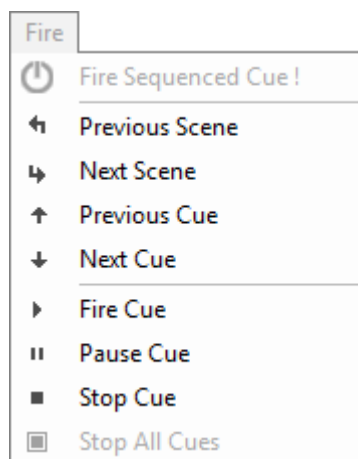 Fire
Fire Sequenced Cue!
Previous Scene
Next Scene
Previous Cue
Next Cue
Fire Cue
Pause Cue
Stop Cue
Stop All Cues